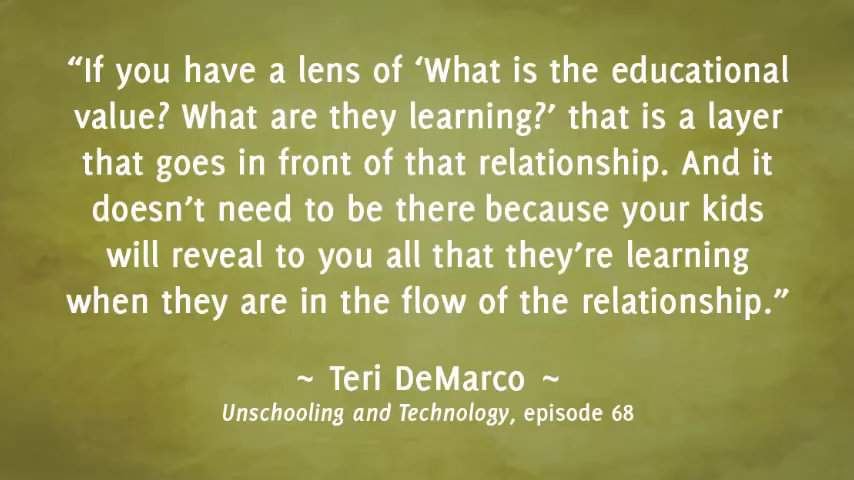 “If you have a lens of ‘What is the educational
value? What are they learning?’ that is a layer
that goes in front of that relationship. And it
doesn’t need to be there because your kids
will reveal to you all that they’re learning
when they are in the flow of the relationship.”
~ Teri DeMarco ~
Unschooling and Technology, episode 68